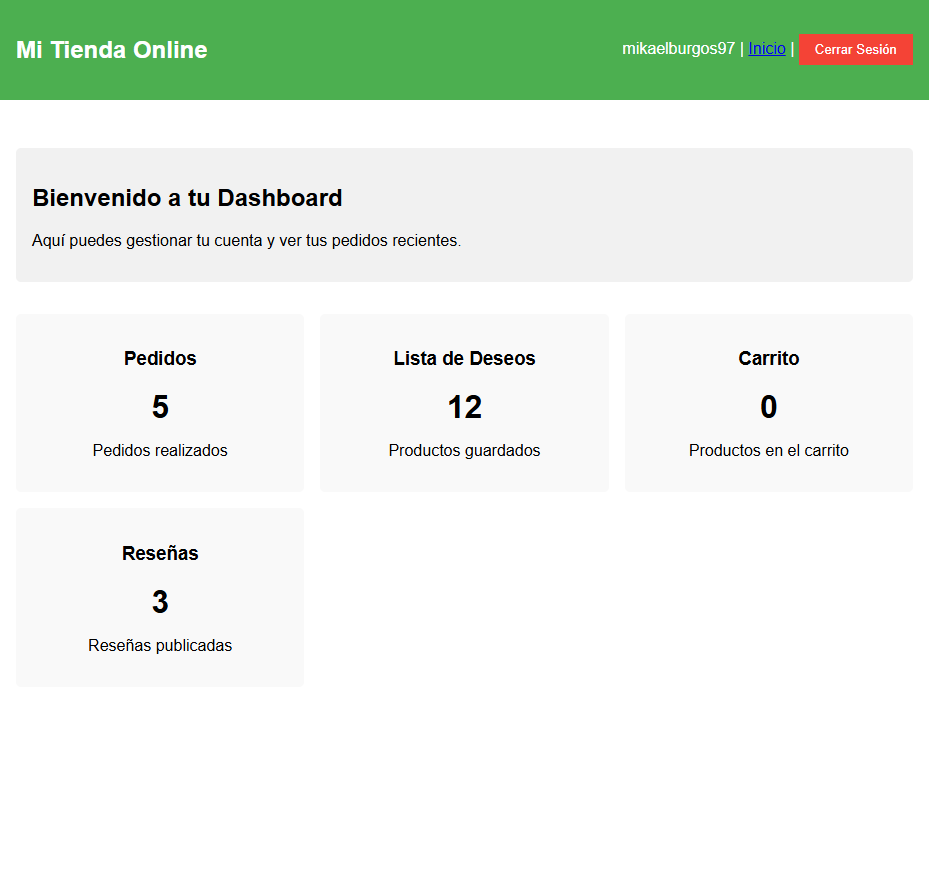 Mi Tienda Online
mikaelburgos97 | Inicio | Cerrar Sesión
Bienvenido a tu Dashboard
Aquí puedes gestionar tu cuenta y ver tus pedidos recientes.
Pedidos
5
Pedidos realizados
Lista de Deseos
12
Productos guardados
Carrito
0
Productos en el carrito
Reseñas
3
Reseñas publicadas